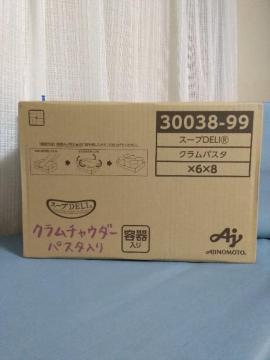 30038-99
スープDELI®
クラムパスタ
×6×8
スープDELI®
クラムチャウダー
パスタ入り
容器
入り
AJINOMOTO